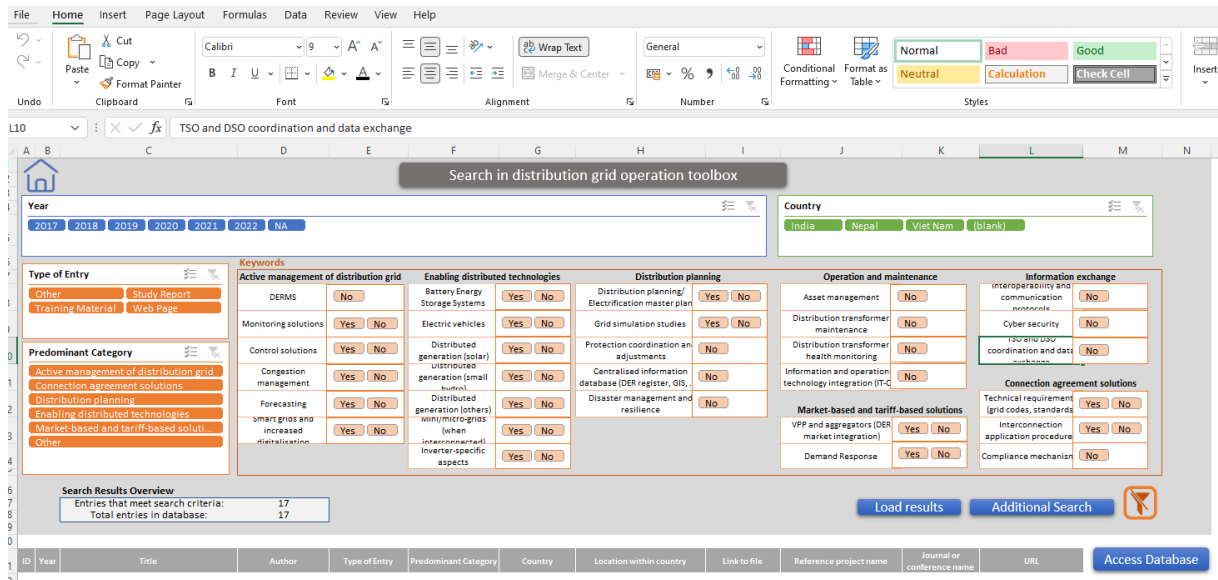 File Home Insert Page Layout Formulas Data Review View Help
Cut
Copy
Format Painter
Paste
Calibri 9
B I U
Wrap Text
Merge & Center
General
Conditional Formatting
Format as Table
Normal Bad Good
Neutral Calculation Check Cell
Insert
Undo Clipboard Font Alignment Number Styles
L10 fx TSO and DSO coordination and data exchange
A B C D E F G H I J K L M N
Search in distribution grid operation toolbox
Year
2017 2018 2019 2020 2021 2022 NA
Country
India Nepal Viet Nam (blank)
Type of Entry
Other Study Report
Training Material Web Page
Predominant Category
Active management of distribution grid
Connection agreement solutions
Distribution planning
Enabling distributed technologies
Market-based and tariff-based soluti...
Other
Keywords
Active management of distribution grid
DERMS No
Monitoring solutions Yes No
Control solutions Yes No
Congestion
management Yes No
Forecasting Yes No
Smart grids and
increased
digitalisation Yes No
Enabling distributed technologies
Battery Energy
Storage Systems Yes No
Electric vehicles Yes No
Distributed
generation (solar) Yes No
Distributed
generation (small
hydro) Yes No
Distributed
generation (others) Yes No
Mini/micro-grids
(when
interconnected) Yes No
Inverter-specific
aspects Yes No
Distribution planning
Distribution planning/
Electrification master plan Yes No
Grid simulation studies Yes No
Protection coordination and
adjustments No
Centralised information
database (DER register, GIS, . No
Disaster management and
resilience No
Operation and maintenance
Asset management No
Distribution transformer
maintenance No
Distribution transformer
health monitoring No
Information and operation
technology integration (IT-O No
Market-based and tariff-based solutions
VPP and aggregators (DER
market integration) Yes No
Demand Response Yes No
Information exchange
Interoperability and
communication
protocols No
Cyber security No
TSO and DSO
coordination and data
exchange No
Connection agreement solutions
Technical requirement
(grid codes, standards Yes No
Interconnection
application procedure Yes No
Compliance mechanism No
Search Results Overview
Entries that meet search criteria: 17
Total entries in database: 17
Load results Additional Search
ID Year Title Author Type of Entry Predominant Category Country Location within country Link to file Reference project name Journal or conference name URL
Access Database